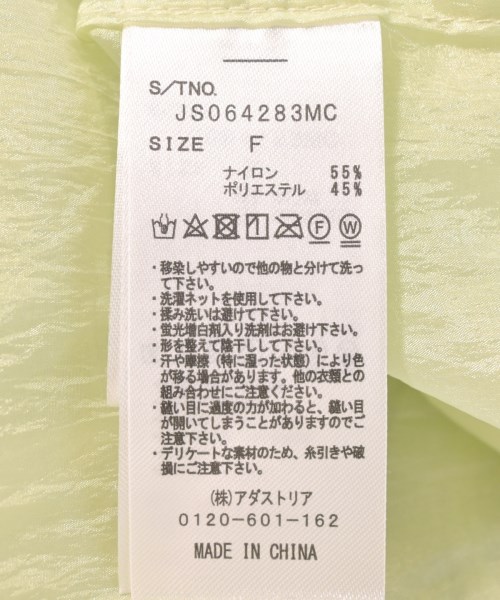 S/TNO.
JS064283MC
SIZE F
ナイロン 55%
ポリエステル 45%
F W
・移染しやすいので他の物と分けて洗っ
て下さい。
・洗濯ネットを使用して下さい。
・揉み洗いは避けて下さい。
・蛍光増白剤入り洗剤はお避け下さい。
・形を整えて陰干しして下さい。
・汗や摩擦（特に湿った状態）により色
が移る場合があります。他の衣類との
組み合わせにご注意ください。
・縫い目に過度の力が加わると、縫い目
が開いてしまうことがありますのでご
注意下さい。
・デリケートな素材のため、糸引きや破
損にご注意下さい。
(株)アダストリア
0120-601-162
MADE IN CHINA